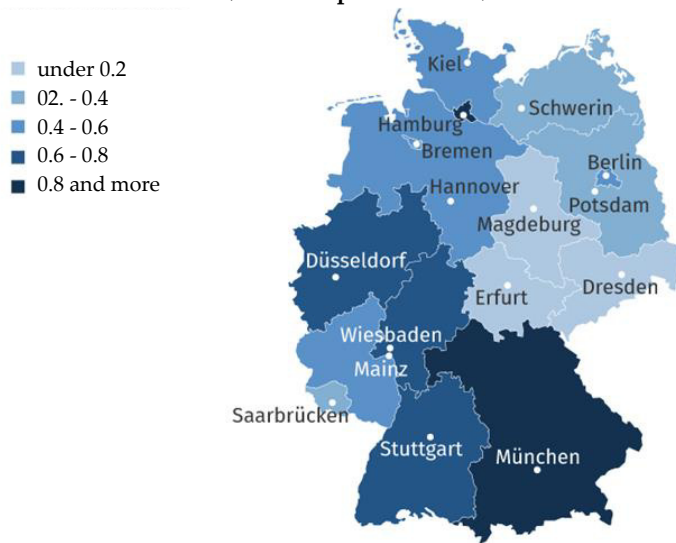 under 0.2
02. - 0.4
0.4 - 0.6
0.6 - 0.8
0.8 and more
Kiel
Schwerin
Hamburg
Bremen
Berlin
Hannover
Potsdam
Magdeburg
Düsseldorf
Dresden
Erfurt
Wiesbaden
Mainz
Saarbrücken
Stuttgart
München